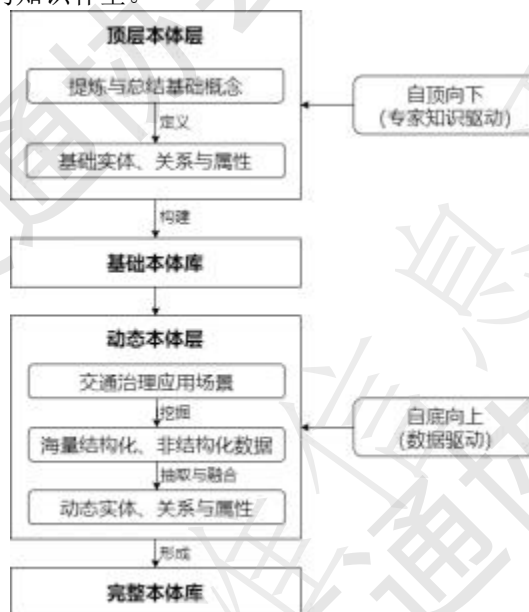 的知识体系。
顶层本体层
提炼与总结基础概念
定义
基础实体、关系与属性
自顶向下
(专家知识驱动)
构建
基础本体库
动态本体层
交通治理应用场景
挖掘
海量结构化、非结构化数据
抽取与融合
动态实体、关系与属性
自底向上
(数据驱动)
形成
完整本体库